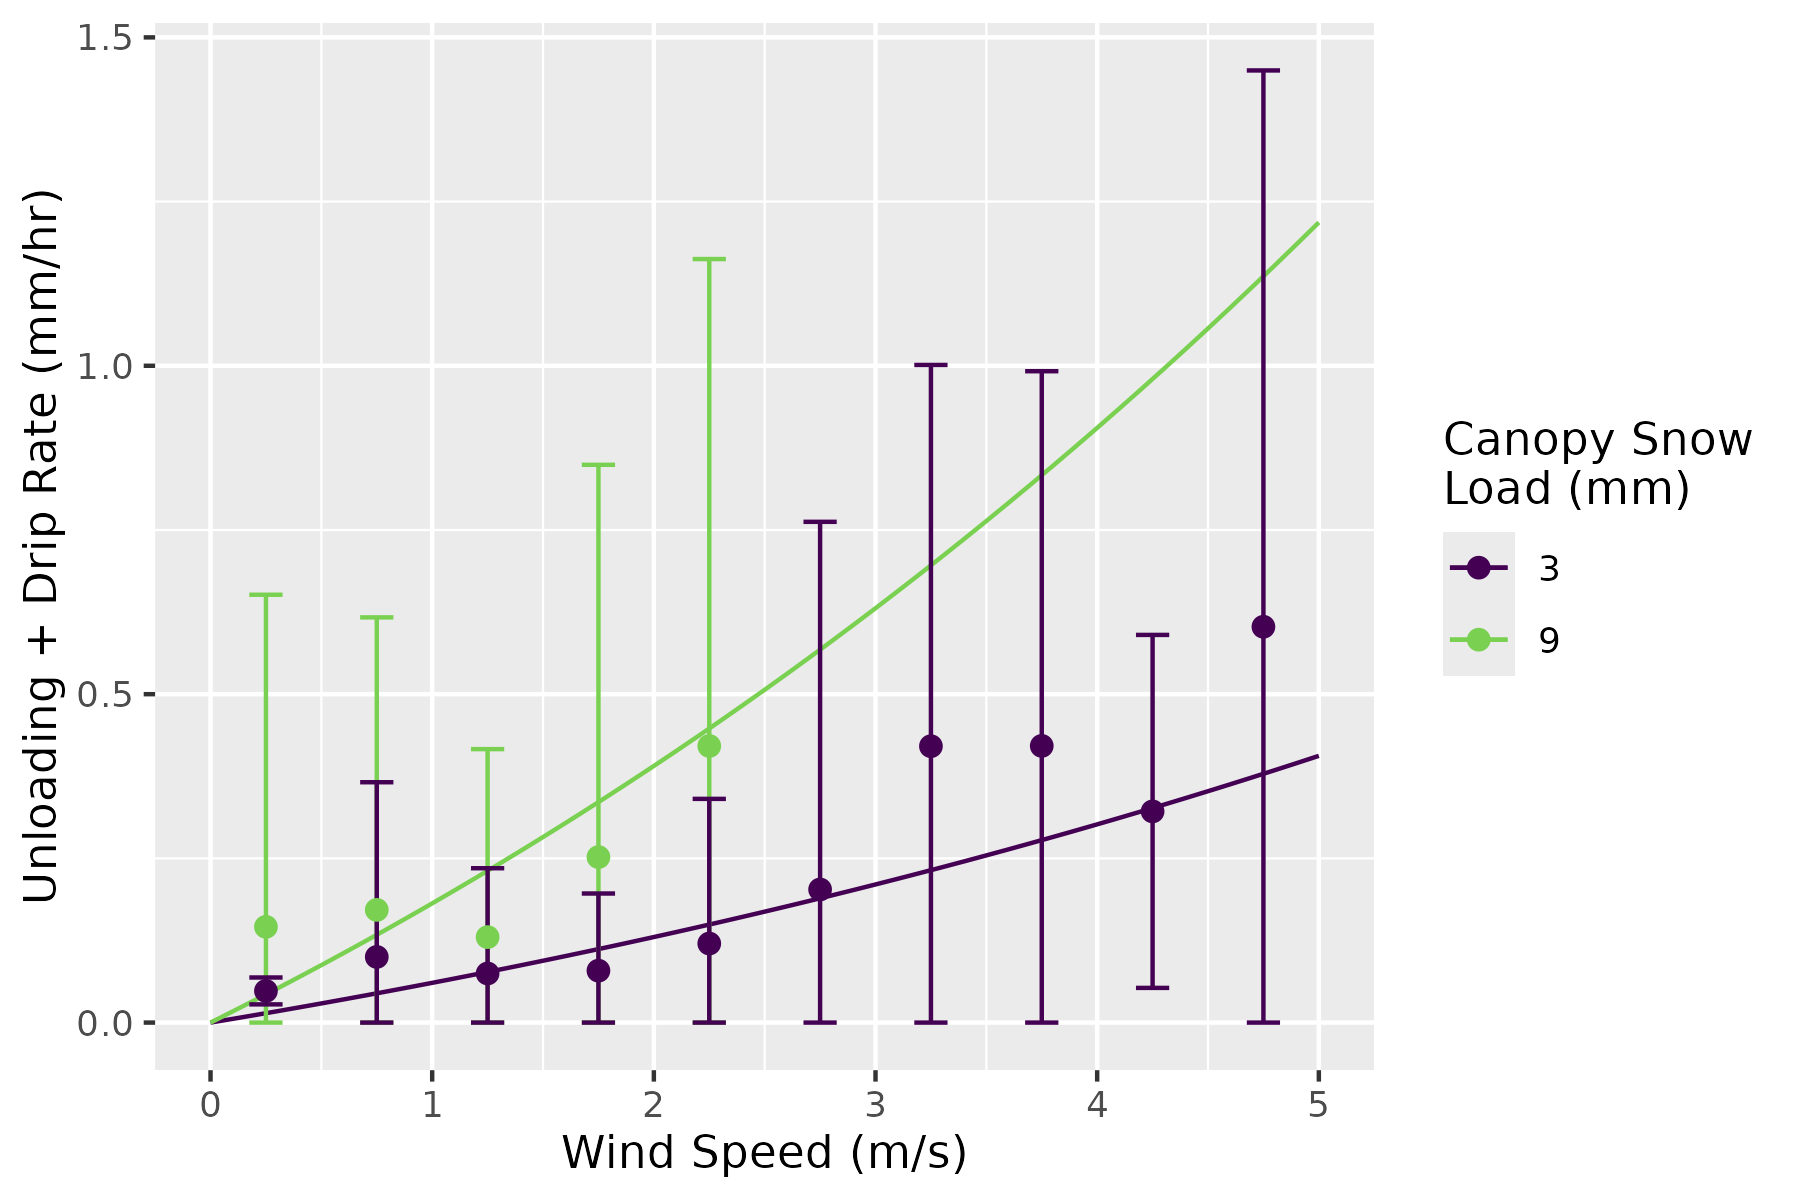 1.5
1.0
0.5
0.0
Unloading + Drip Rate (mm/hr)
0 1 2 3 4 5
Wind Speed (m/s)
Canopy Snow
Load (mm)
3
9